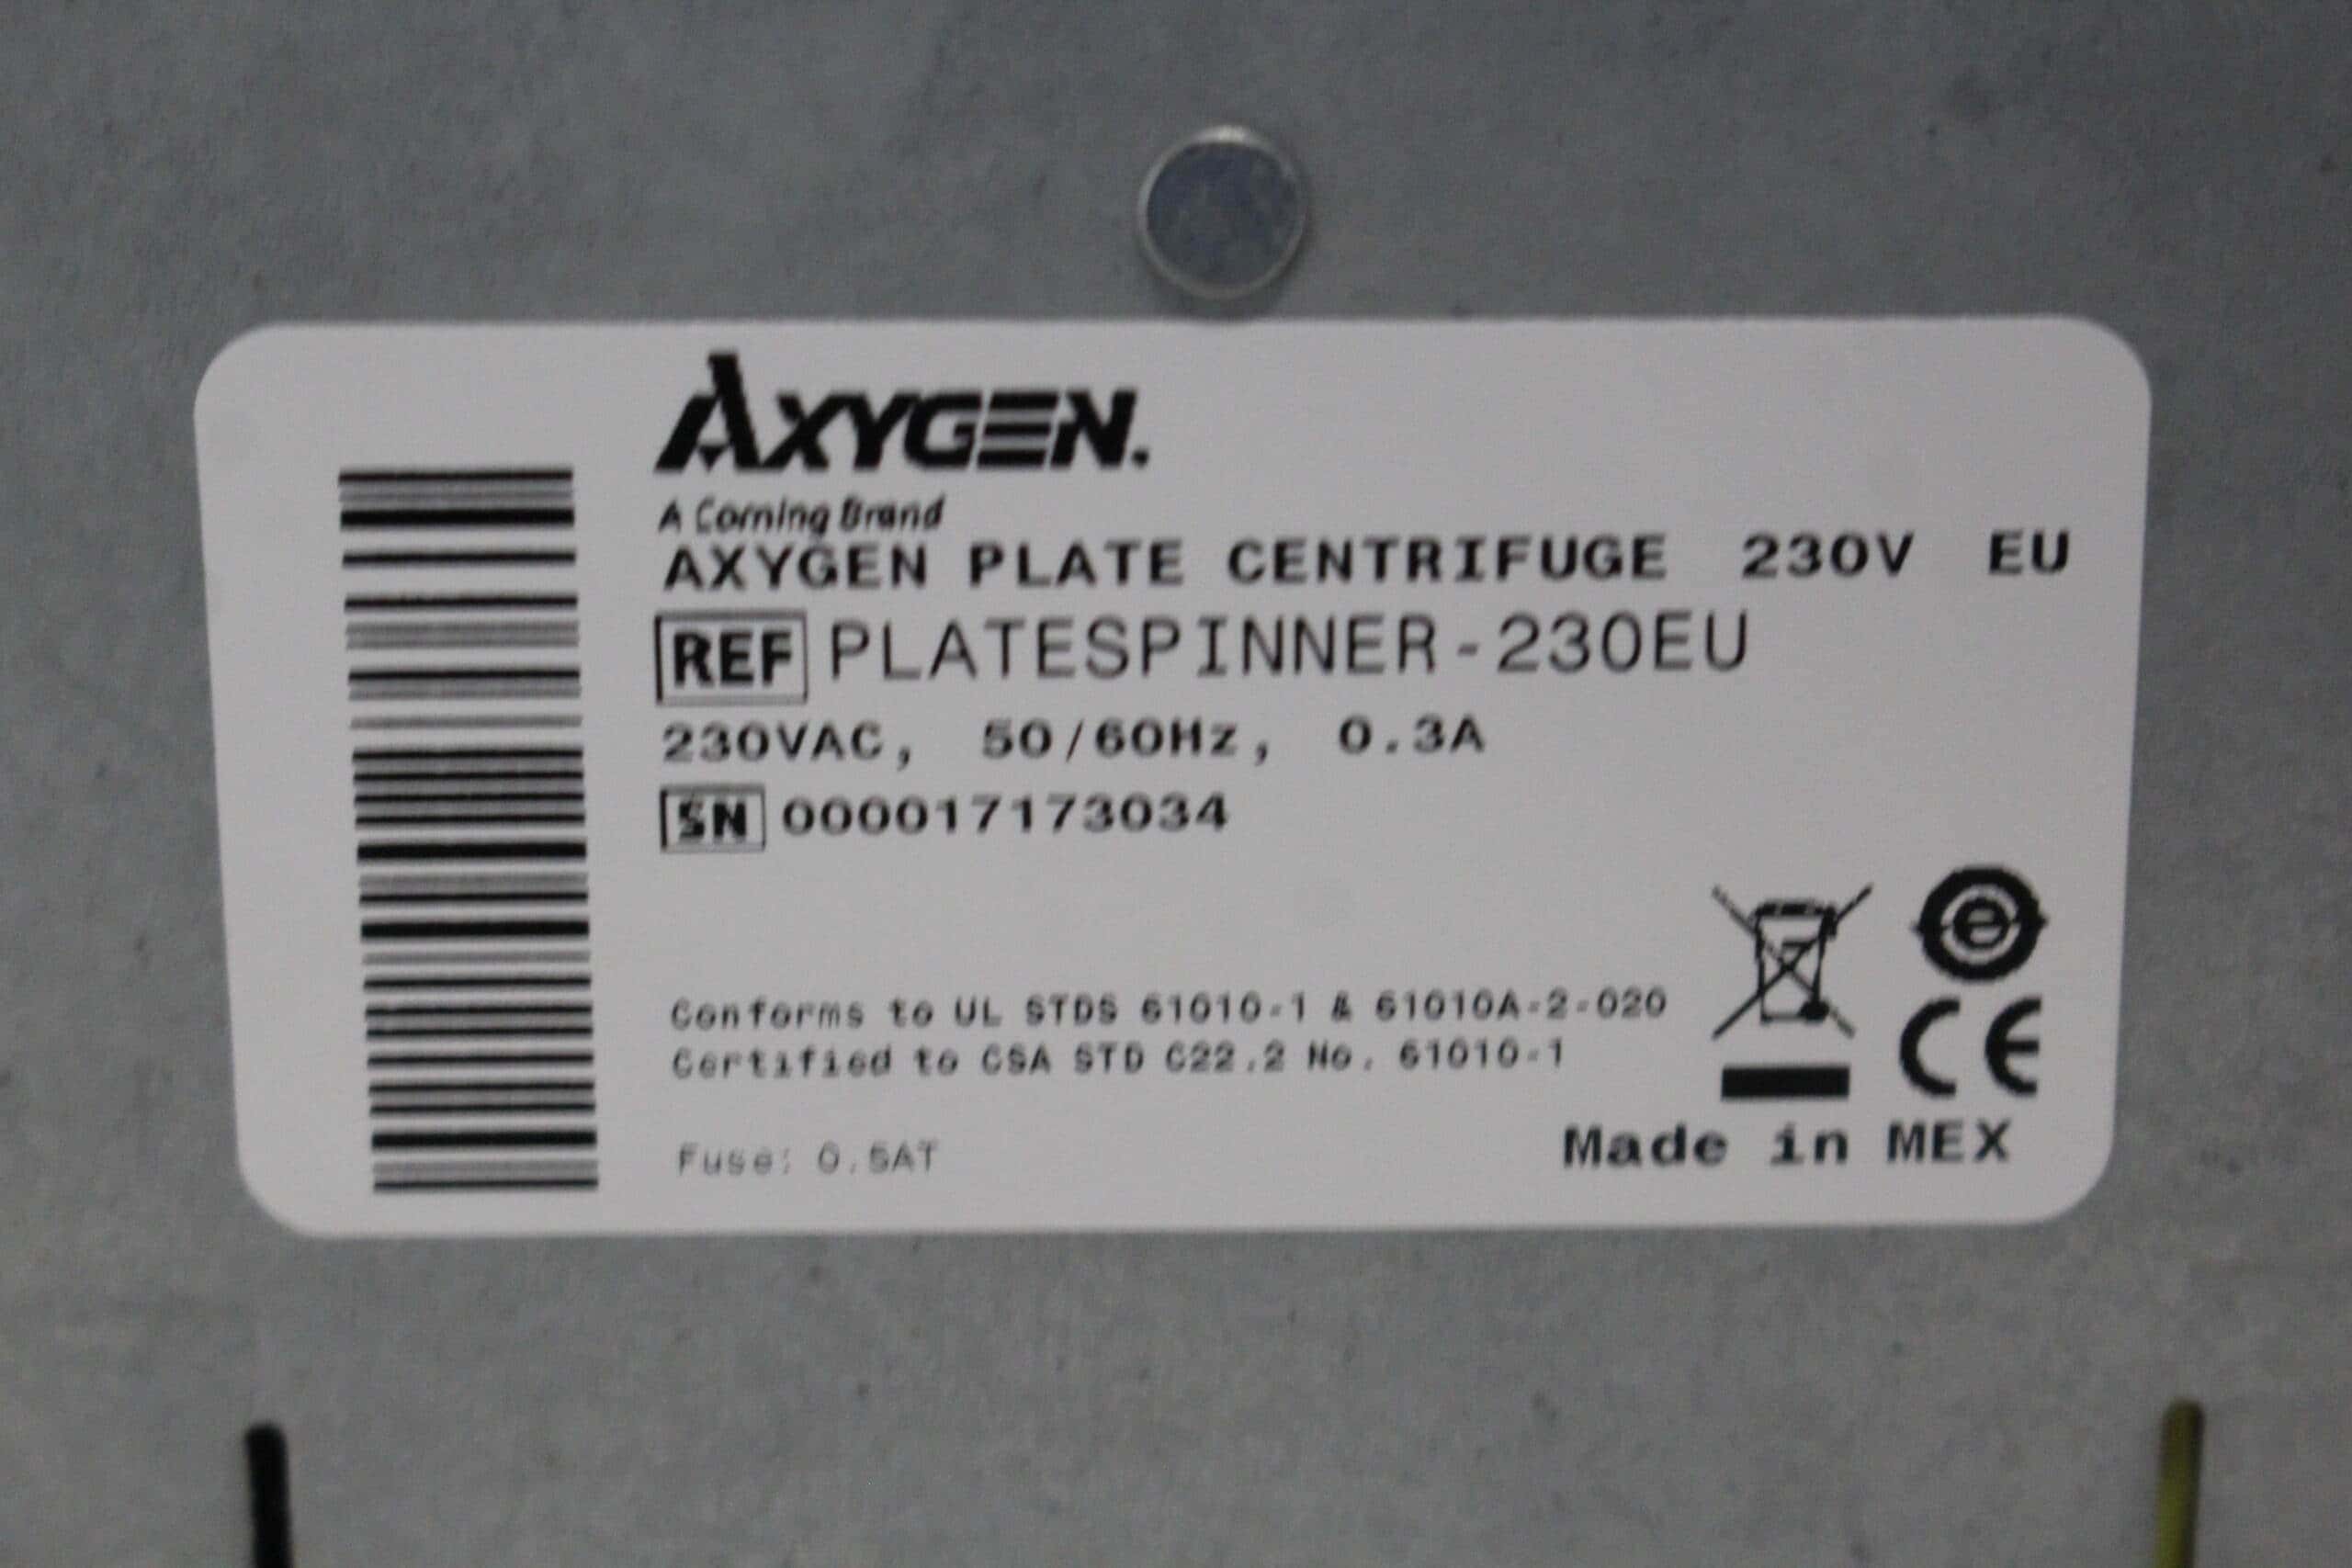 AXYGEN.
A Corning Brand
AXYGEN PLATE CENTRIFUGE 230V EU
REF PLATESPINNER-230EU
230VAC, 50/60Hz, 0.3A
SN 000017173034
e
Conforms to UL STDS 61010-1 & 61010A-2-020
Certified to CSA STD C22.2 No. 61010-1
CE
Fuse: 0.5AT
Made in MEX